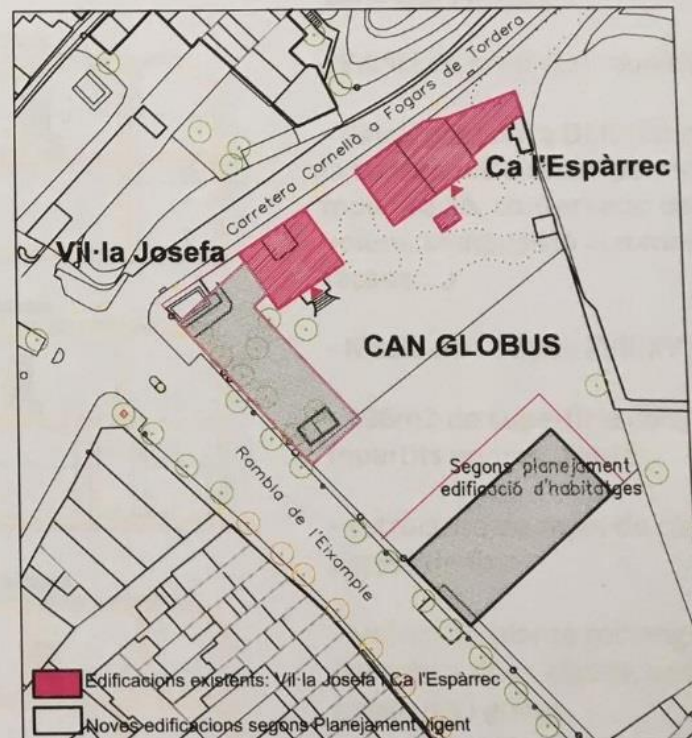 Carretera Cornellà a Fogars de Tordera
Ca l'Espàrrec
Vil·la Josefa
CAN GLOBUS
Segons planejament
edificació d'habitatges
Rambla de l'Eixample
Edificacions existents: Vil·la Josefa i Ca l'Espàrrec
Noves edificacions segons Planejament vigent